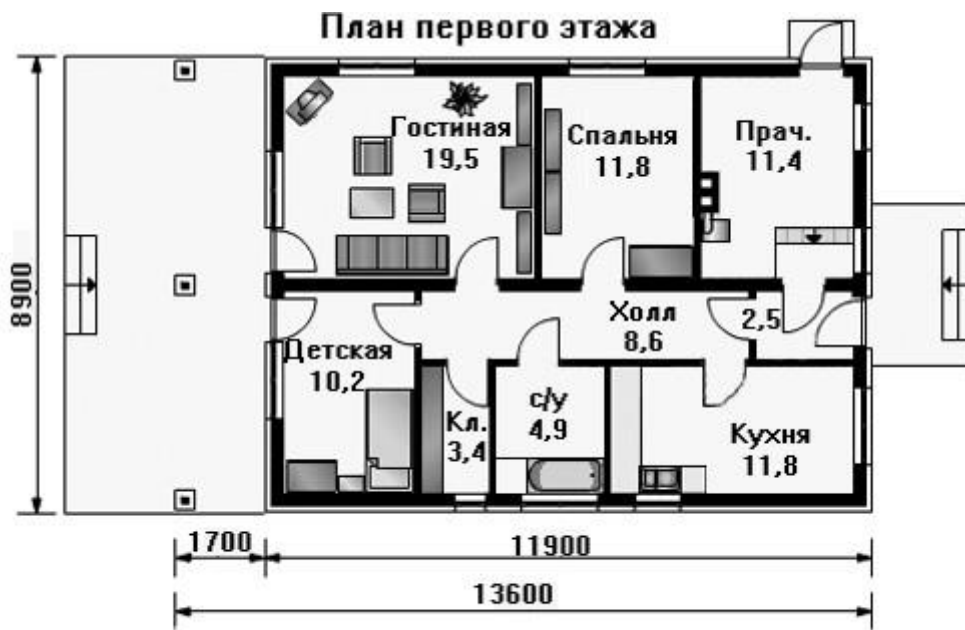 План первого этажа
Гостиная
19,5
Спальня
11,8
Прач.
11,4
8900
Холл
8,6
2,5
Детская
10,2
Кл.
3,4
с/у
4,9
Кухня
11,8
1700
11900
13600